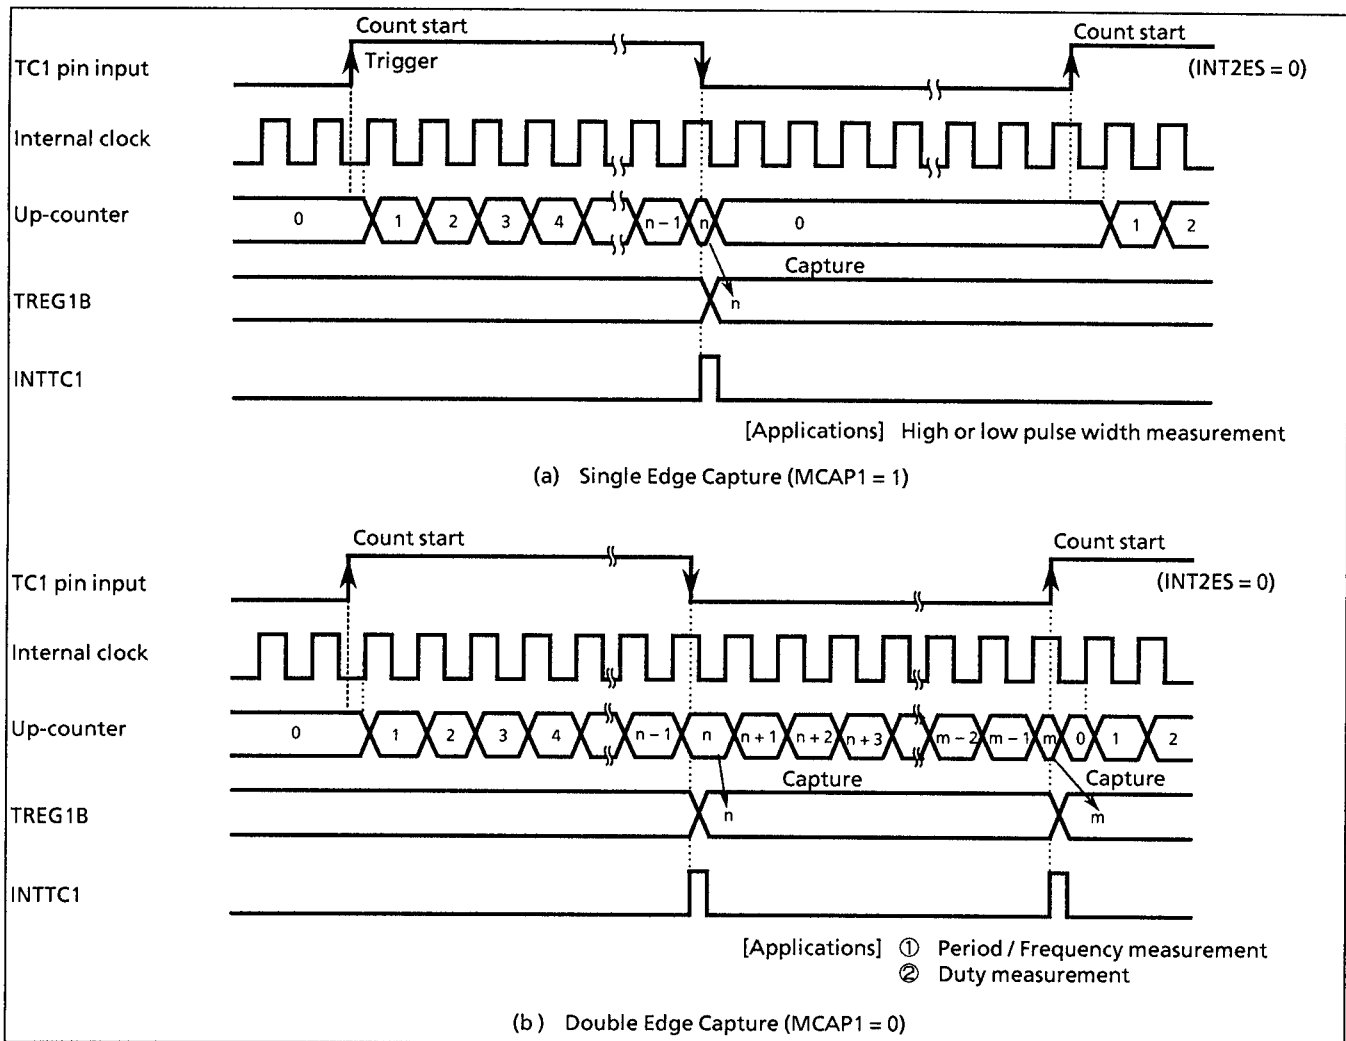 Count start
Count start
TC1 pin input
Trigger
(INT2ES = 0)
Internal clock
Up-counter
0 1 2 3 4 n – 1 n 0 1 2
Capture
TREG1B
n
INTTC1
[Applications] High or low pulse width measurement
(a) Single Edge Capture (MCAP1 = 1)
Count start
Count start
TC1 pin input
(INT2ES = 0)
Internal clock
Up-counter
0 1 2 3 4 n – 1 n n + 1 n + 2 n + 3 m – 2 m – 1 m 0 1 2
Capture
Capture
TREG1B
n
m
INTTC1
[Applications] ① Period / Frequency measurement
② Duty measurement
(b) Double Edge Capture (MCAP1 = 0)